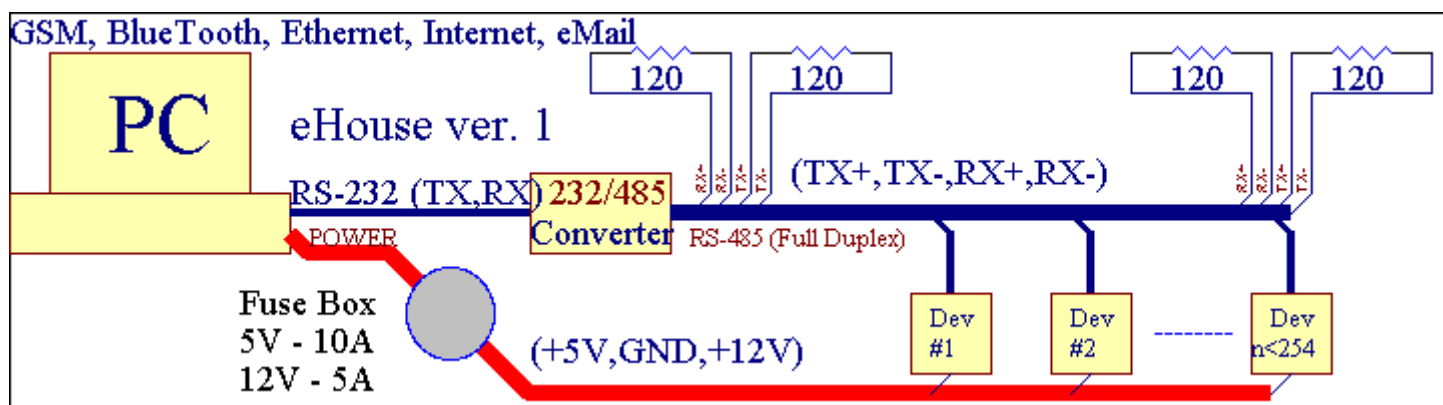 GSM, BlueTooth, Ethernet, Internet, eMail
PC
eHouse ver. 1
120
120
120
120
RX+
RX-
TX+
TX-
RX+
RX-
TX+
TX-
(TX+,TX-,RX+,RX-)
RS-232 (TX,RX)
232/485
Converter
POWER
RS-485 (Full Duplex)
Fuse Box
5V - 10A
12V - 5A
(+5V,GND,+12V)
Dev
#1
Dev
#2
--------
Dev
n<254